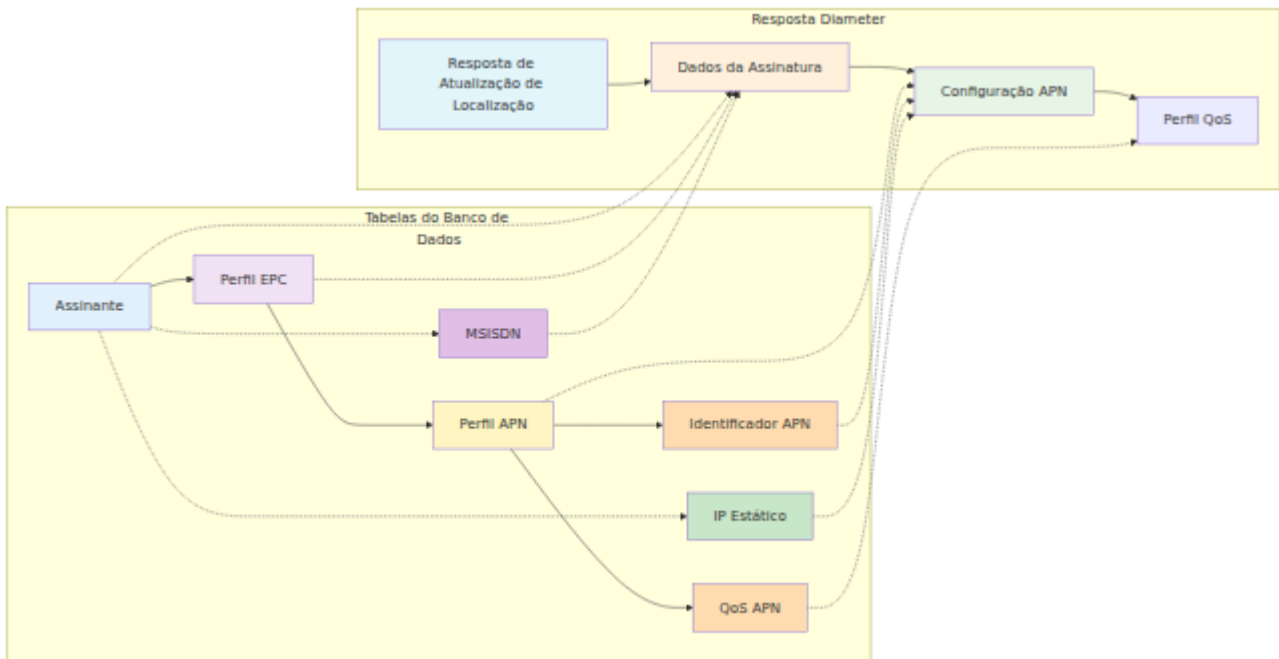 Resposta Diameter
Resposta de
Atualização de
Localização
Dados da Assinatura
Configuração APN
Perfil QoS
Tabelas do Banco de
Dados
Assinante
Perfil EPC
MSISDN
Perfil APN
Identificador APN
IP Estático
QoS APN